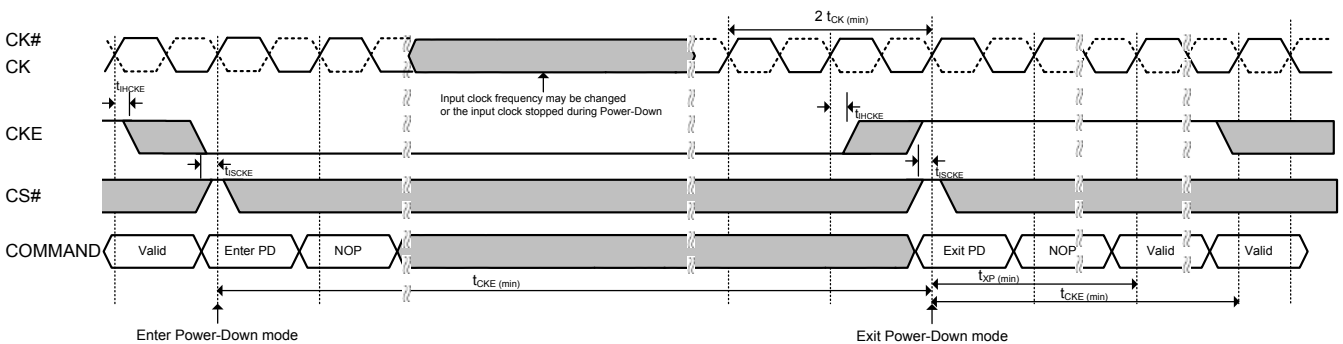 2 tCK (min)
CK#
CK
tIHCKE
Input clock frequency may be changed
or the input clock stopped during Power-Down
tIHCKE
CKE
tISCKE
tISCKE
CS#
COMMAND Valid Enter PD NOP Exit PD NOP Valid Valid
tCKE (min)
tXP (min)
tCKE (min)
Enter Power-Down mode
Exit Power-Down mode